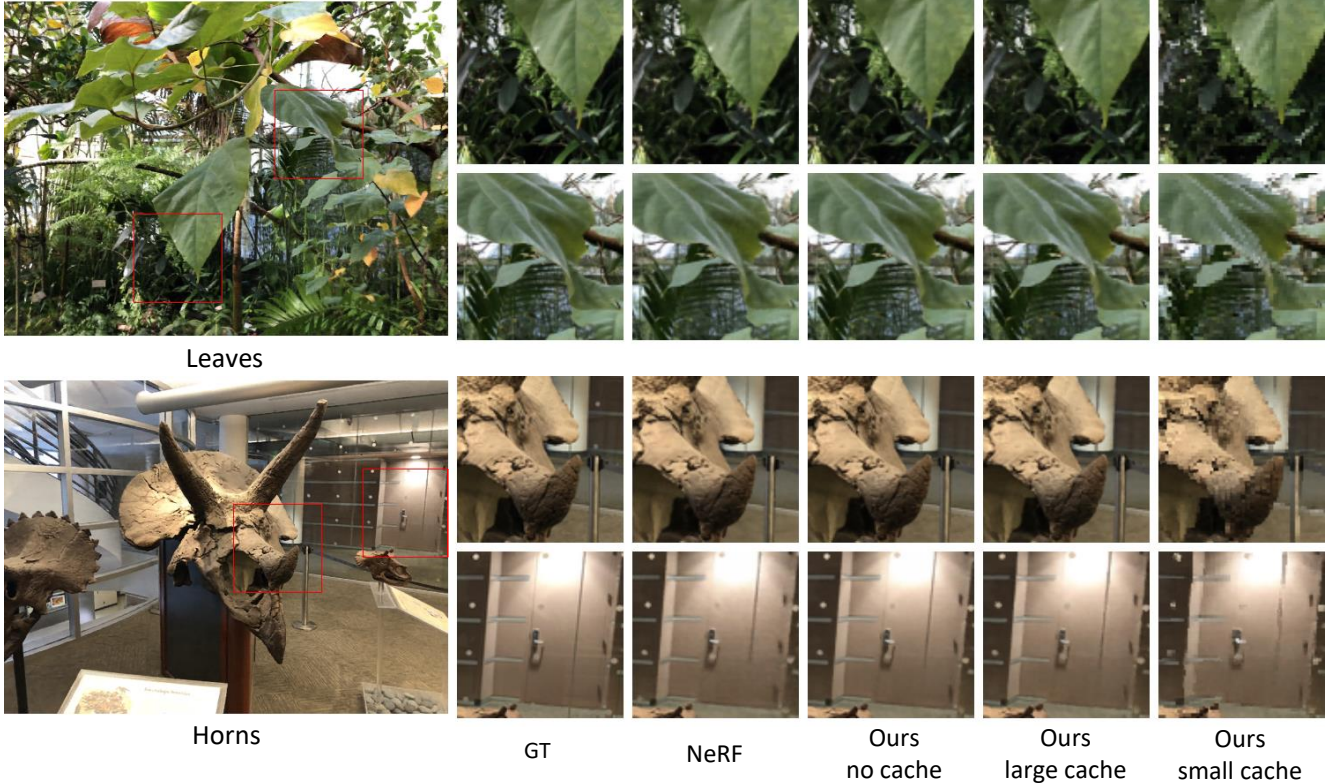 Leaves
Horns
GT
NeRF
Ours
no cache
Ours
large cache
Ours
small cache